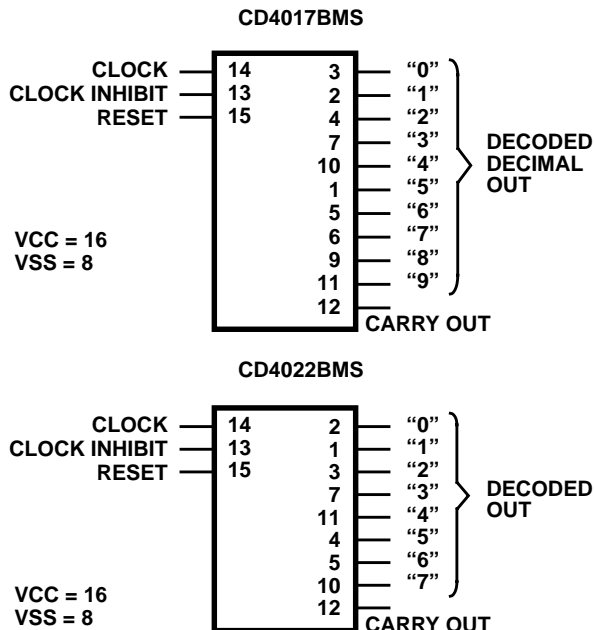 CD4017BMS
CLOCK 14 3 “0”
CLOCK INHIBIT 13 2 “1”
RESET 15 4 “2”
7 “3” DECODED
10 “4” DECIMAL
1 “5” OUT
5 “6”
VCC = 16 6 “7”
VSS = 8 9 “8”
11 “9”
12
CARRY OUT
CD4022BMS
CLOCK 14 2 “0”
CLOCK INHIBIT 13 1 “1”
RESET 15 3 “2”
7 “3” DECODED
11 “4” OUT
4 “5”
5 “6”
VCC = 16 10 “7”
VSS = 8 12
CARRY OUT